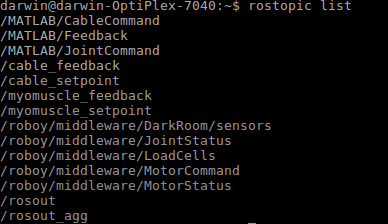 darwin@darwin-OptiPlex-7040:~$ rostopic list
/MATLAB/CableCommand
/MATLAB/Feedback
/MATLAB/JointCommand
/cable_feedback
/cable_setpoint
/myomuscle_feedback
/myomuscle_setpoint
/roboy/middleware/DarkRoom/sensors
/roboy/middleware/JointStatus
/roboy/middleware/LoadCells
/roboy/middleware/MotorCommand
/roboy/middleware/MotorStatus
/rosout
/rosout_agg